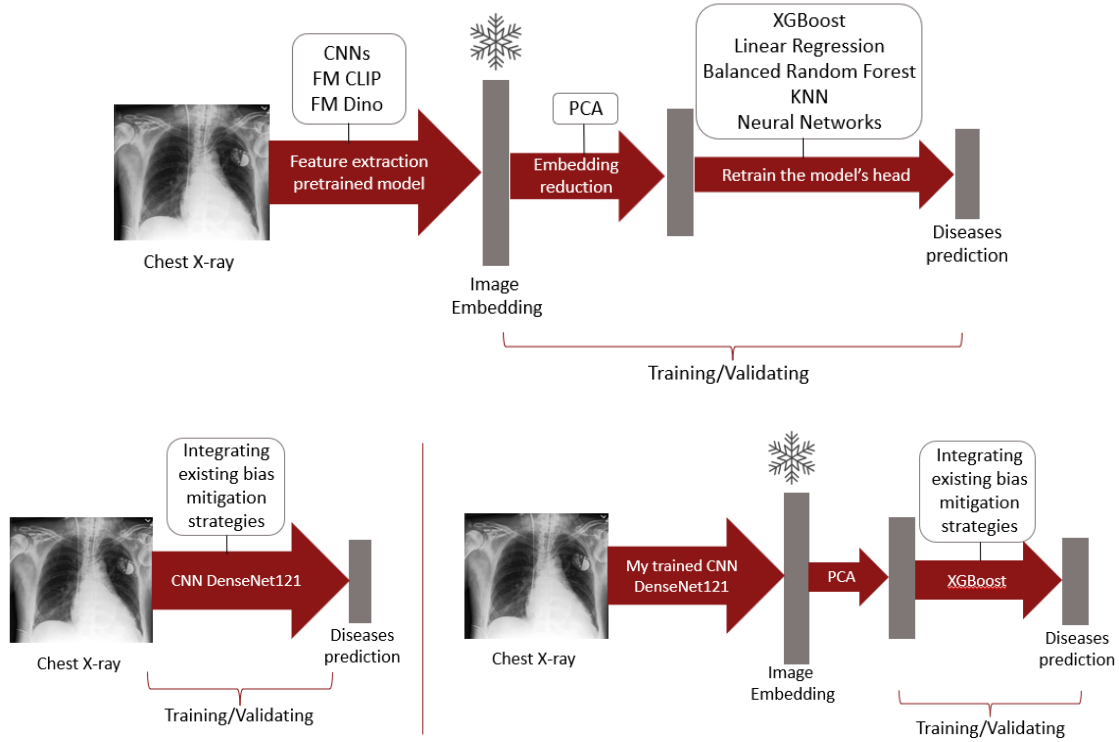 CNNs
FM CLIP
FM Dino
XGBoost
Linear Regression
Balanced Random Forest
KNN
Neural Networks
PCA
Feature extraction
pretrained model
Embedding
reduction
Retrain the model's head
Chest X-ray
Image
Embedding
Diseases
prediction
Training/Validating
Integrating
existing bias
mitigation
strategies
CNN DenseNet121
Chest X-ray
Diseases
prediction
Training/Validating
Integrating
existing bias
mitigation
strategies
My trained CNN
DenseNet121
PCA
XGBoost
Chest X-ray
Image
Embedding
Diseases
prediction
Training/Validating